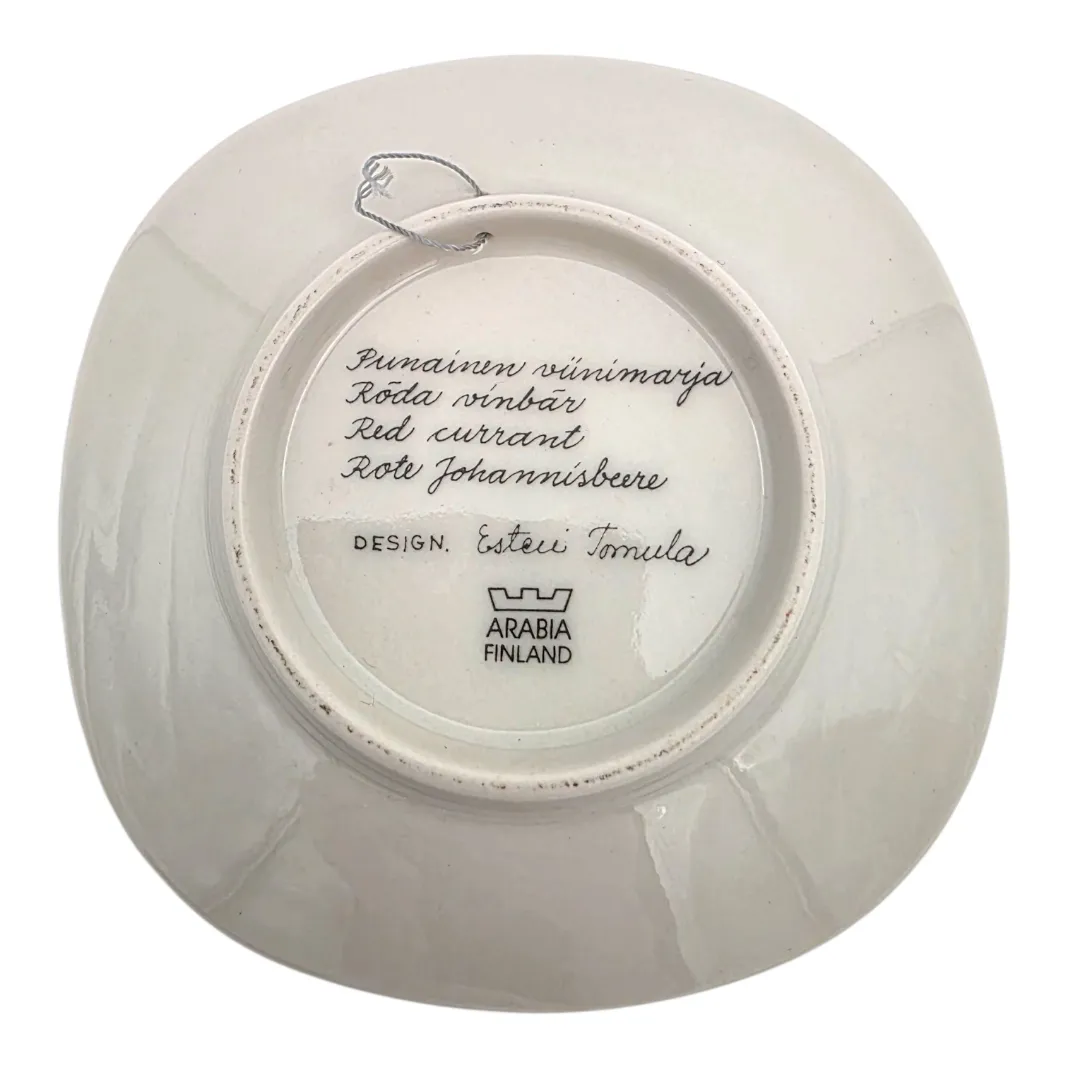 Punainen viinimarja
Röda vinbär
Red currant
Rote Johannisbeere
DESIGN. Esteri Tomula
ARABIA
FINLAND